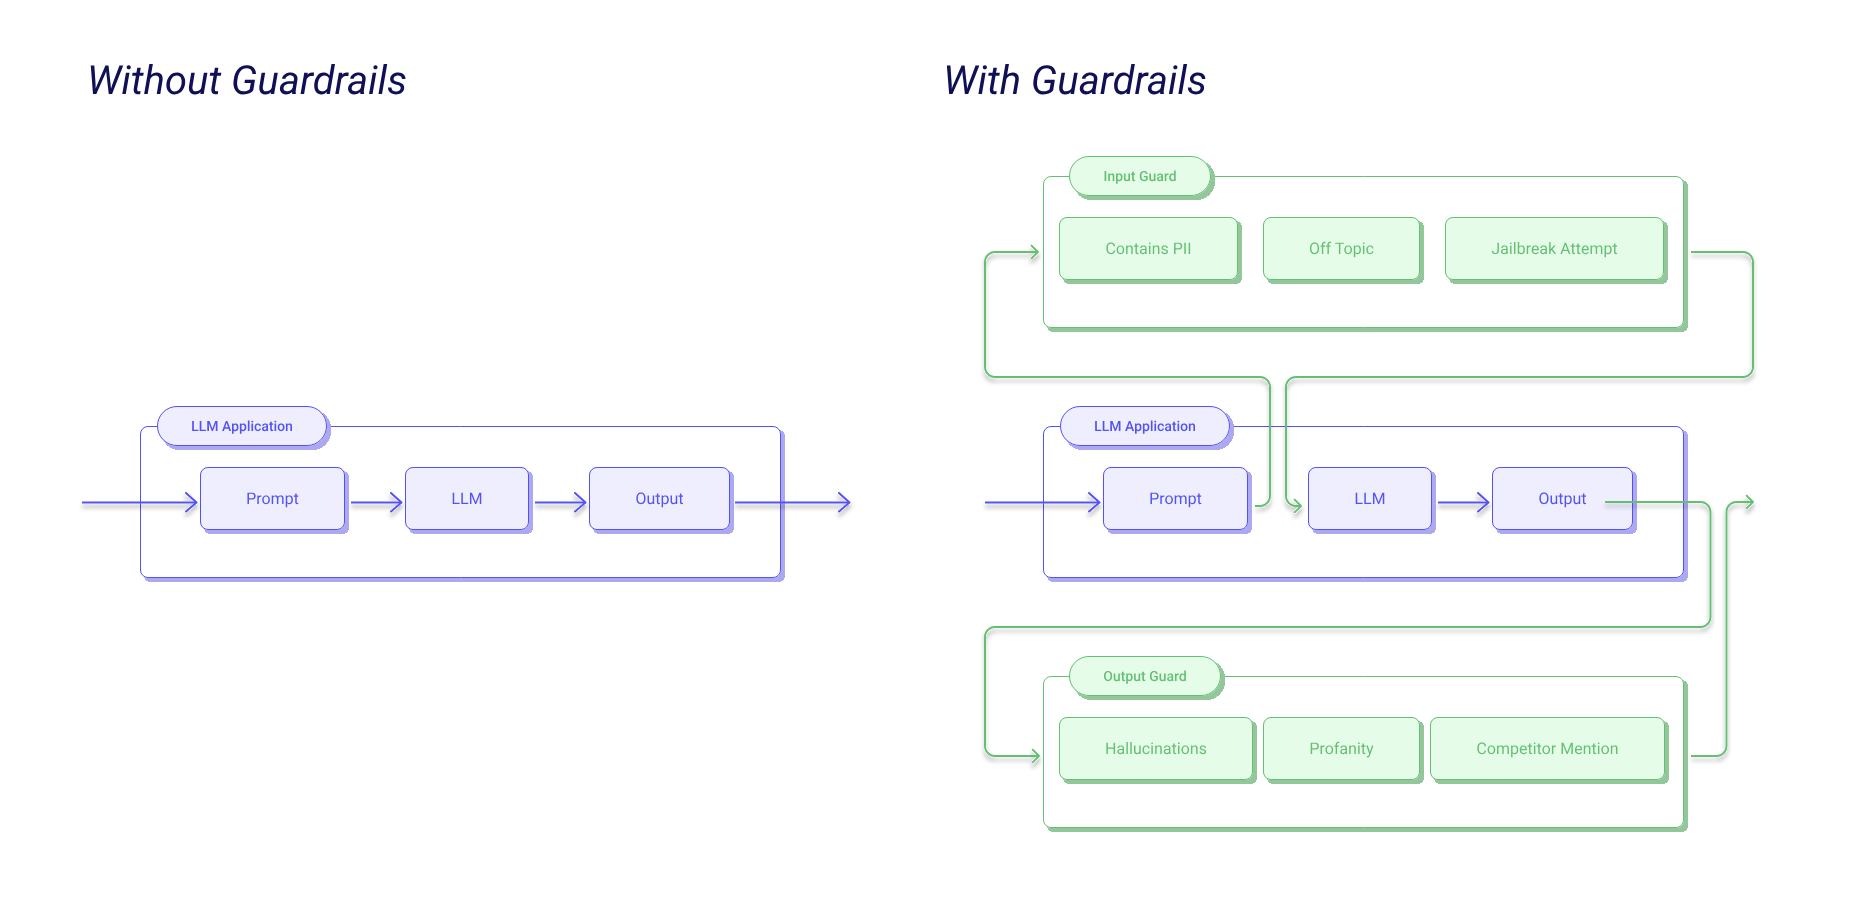 Without Guardrails
LLM Application
Prompt
LLM
Output
With Guardrails
Input Guard
Contains PII
Off Topic
Jailbreak Attempt
LLM Application
Prompt
LLM
Output
Output Guard
Hallucinations
Profanity
Competitor Mention